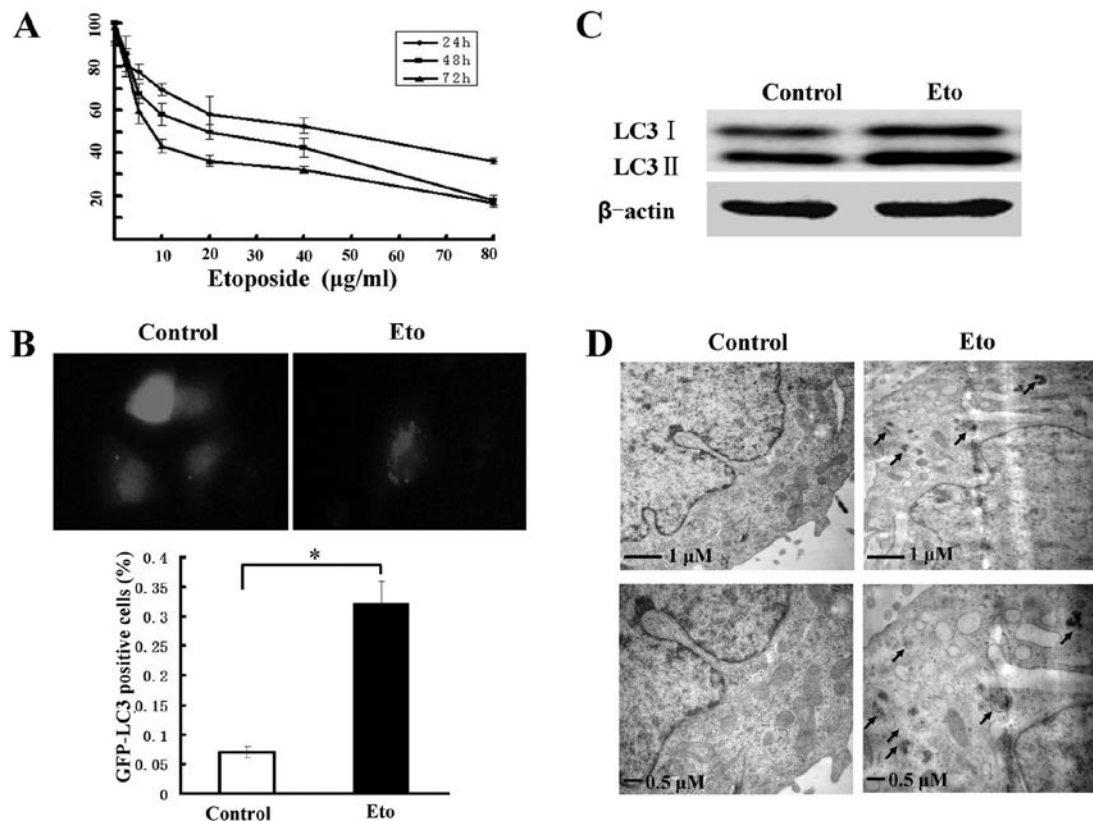 A
100
80
60
40
20
24h
48h
72h
10 20 30 40 50 60 70 80
Etoposide (μg/ml)
C
Control Eto
LC3 Ⅰ
LC3 Ⅱ
β-actin
B
Control Eto
GFP-LC3 positive cells (%)
0.4
0.35
0.3
0.25
0.2
0.15
0.1
0.05
0
*
Control Eto
D
Control Eto
1 μM 1 μM
0.5 μM 0.5 μM